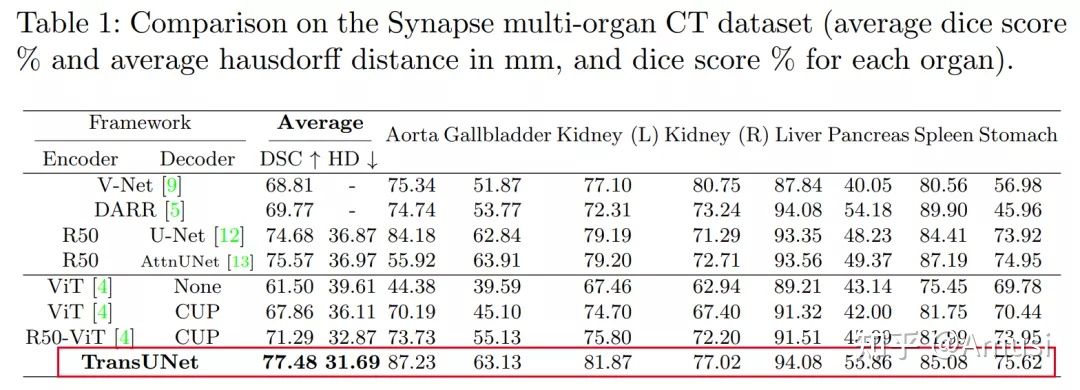 Table 1: Comparison on the Synapse multi-organ CT dataset (average dice score
% and average hausdorff distance in mm, and dice score % for each organ).
Framework Average Aorta Gallbladder Kidney (L) Kidney (R) Liver Pancreas Spleen Stomach
Encoder Decoder DSC ↑ HD ↓
V-Net [9] 68.81 - 75.34 51.87 77.10 80.75 87.84 40.05 80.56 56.98
DARR [5] 69.77 - 74.74 53.77 72.31 73.24 94.08 54.18 89.90 45.96
R50 U-Net [12] 74.68 36.87 84.18 62.84 79.19 71.29 93.35 48.23 84.41 73.92
R50 AttnUNet [13] 75.57 36.97 55.92 63.91 79.20 72.71 93.56 49.37 87.19 74.95
ViT [4] None 61.50 39.61 44.38 39.59 67.46 62.94 89.21 43.14 75.45 69.78
ViT [4] CUP 67.86 36.11 70.19 45.10 74.70 67.40 91.32 42.00 81.75 70.44
R50-ViT [4] CUP 71.29 32.87 73.73 55.13 75.80 72.20 91.51 73.95
TransUNet 77.48 31.69 87.23 63.13 81.87 77.02 94.08 55.86 85.08 75.62
知乎 @Amusi